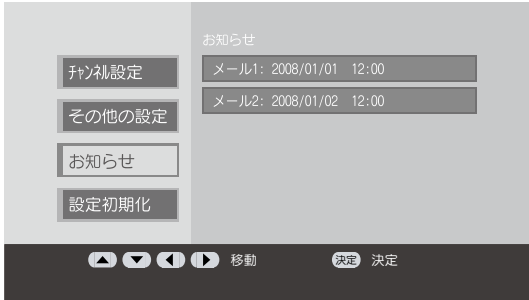 お知らせ
チャンネル設定
メール1: 2008/01/01 12:00
その他の設定
メール2: 2008/01/02 12:00
お知らせ
設定初期化
移動 決定 決定